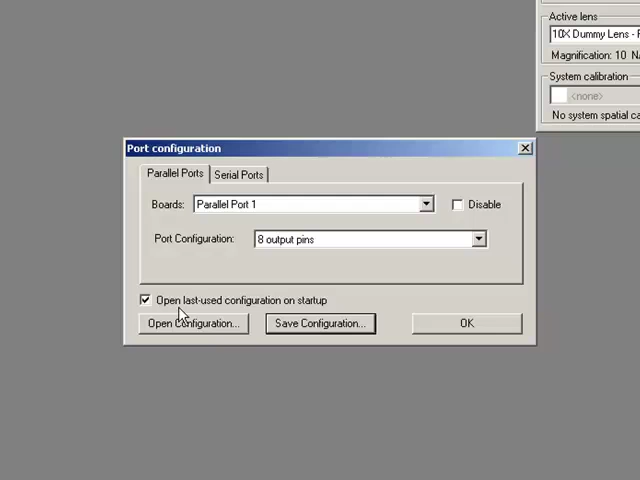 Active lens
10X Dummy Lens -
Magnification: 10
System calibration
<none>
No system spatial
Port configuration
Parallel Ports
Serial Ports
Boards: Parallel Port 1 Disable
Port Configuration: 8 output pins
Open last-used configuration on startup
Open Configuration... Save Configuration... OK